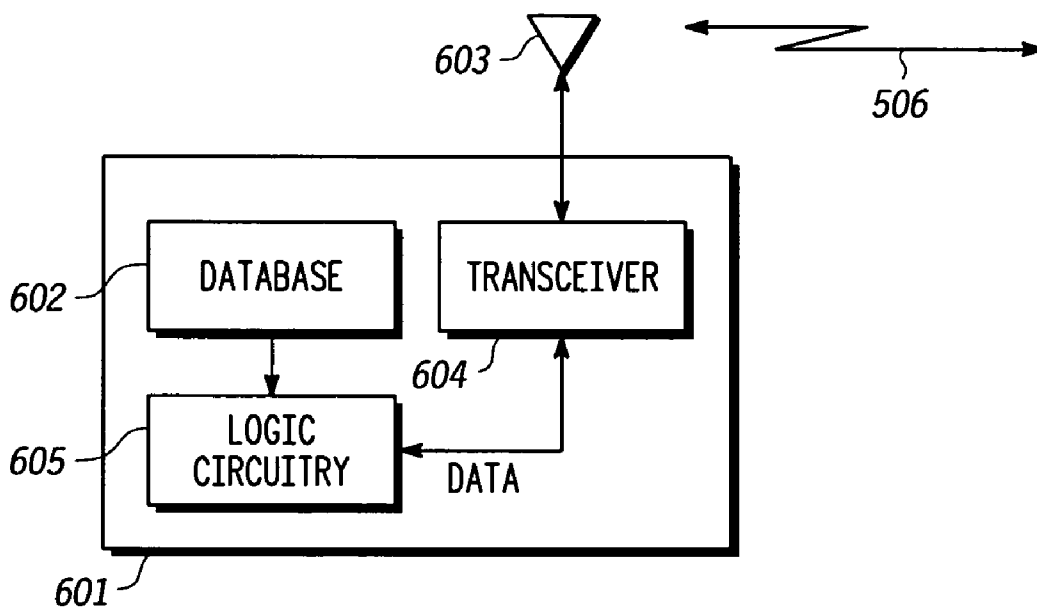 603
506
DATABASE
TRANSCEIVER
602
604
LOGIC
CIRCUITRY
605
DATA
601